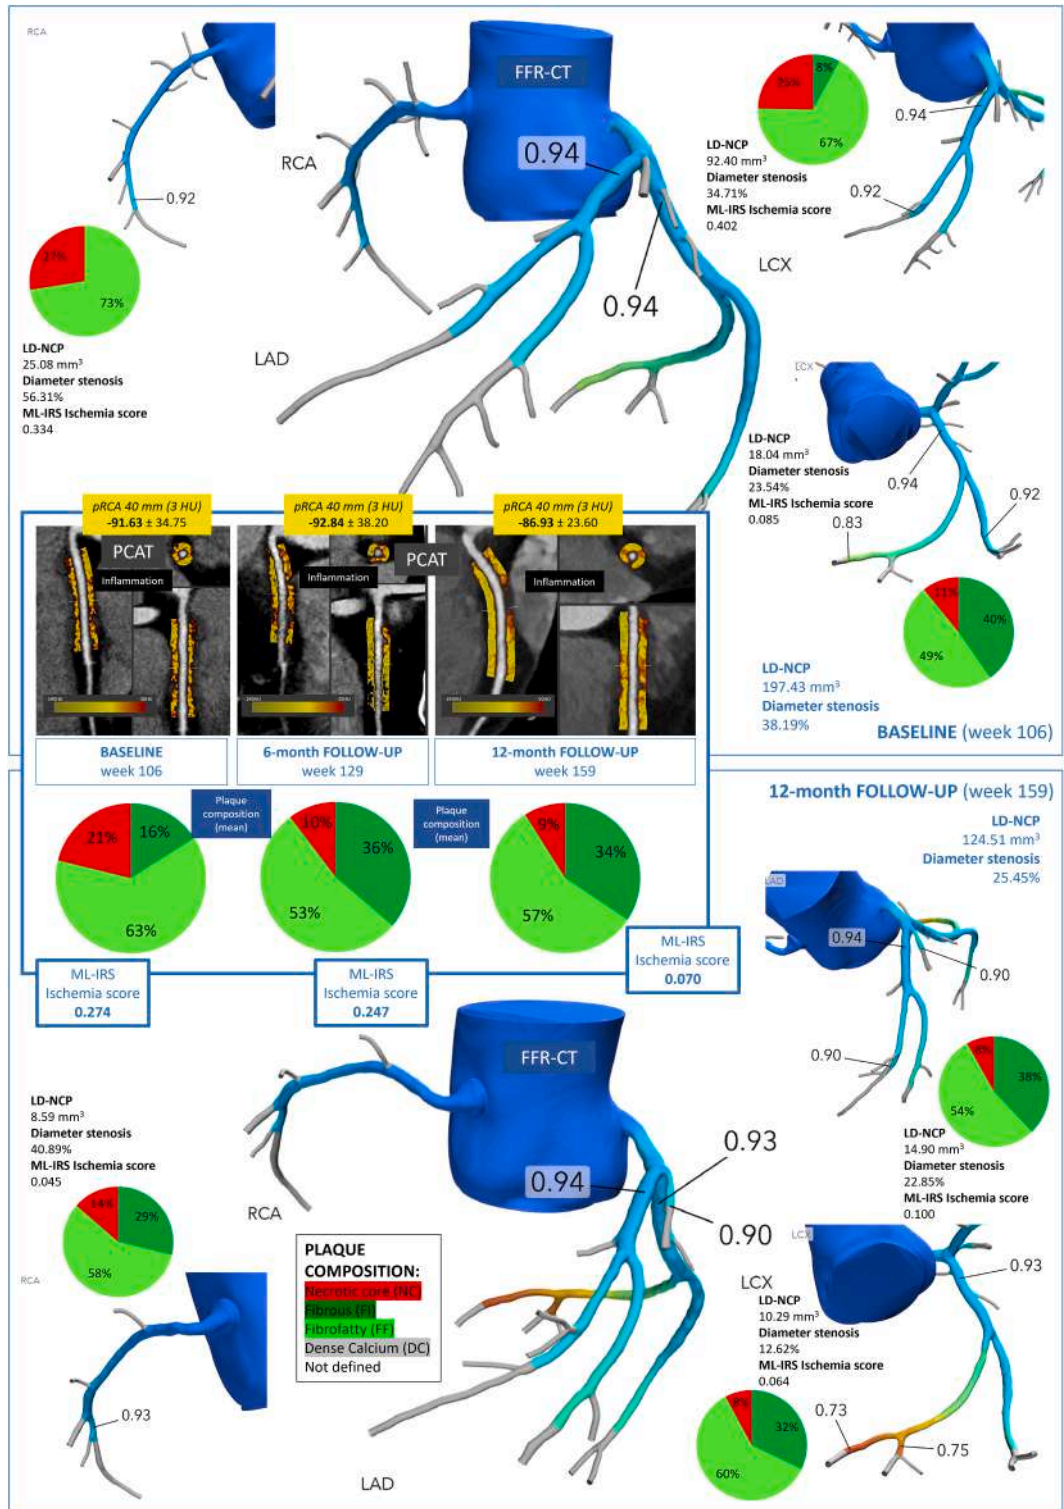 RCA
FFR-CT
0.94
RCA
0.92
27%
73%
LD-NCP
25.08 mm³
Diameter stenosis
56.31%
ML-IRS Ischemia score
0.334
0.94
LAD
LCX
25%
8%
67%
LD-NCP
92.40 mm³
Diameter stenosis
34.71%
ML-IRS Ischemia score
0.402
0.94
0.92
LCX
LD-NCP
18.04 mm³
Diameter stenosis
23.54%
ML-IRS Ischemia score
0.085
0.94
0.92
0.83
11%
40%
49%
LD-NCP
197.43 mm³
Diameter stenosis
38.19%
BASELINE (week 106)
pRCA 40 mm (3 HU)
-91.63 ± 34.75
pRCA 40 mm (3 HU)
-92.84 ± 38.20
pRCA 40 mm (3 HU)
-86.93 ± 23.60
PCAT
PCAT
Inflammation
Inflammation
Inflammation
BASELINE
week 106
6-month FOLLOW-UP
week 129
12-month FOLLOW-UP
week 159
21%
16%
63%
Plaque
composition
(mean)
10%
36%
53%
Plaque
composition
(mean)
9%
34%
57%
ML-IRS
Ischemia score
0.274
ML-IRS
Ischemia score
0.247
ML-IRS
Ischemia score
0.070
12-month FOLLOW-UP (week 159)
LD-NCP
124.51 mm³
Diameter stenosis
25.45%
LAD
0.94
0.90
0.90
8%
38%
54%
LD-NCP
14.90 mm³
Diameter stenosis
22.85%
ML-IRS Ischemia score
0.100
FFR-CT
0.93
0.94
0.90
RCA
LAD
LD-NCP
8.59 mm³
Diameter stenosis
40.89%
ML-IRS Ischemia score
0.045
14%
29%
58%
RCA
0.93
PLAQUE
COMPOSITION:
Necrotic core (NC)
Fibrous (FI)
Fibrofatty (FF)
Dense Calcium (DC)
Not defined
LCX
LCX
LD-NCP
10.29 mm³
Diameter stenosis
12.62%
ML-IRS Ischemia score
0.064
0.93
0.73
0.75
8%
32%
60%